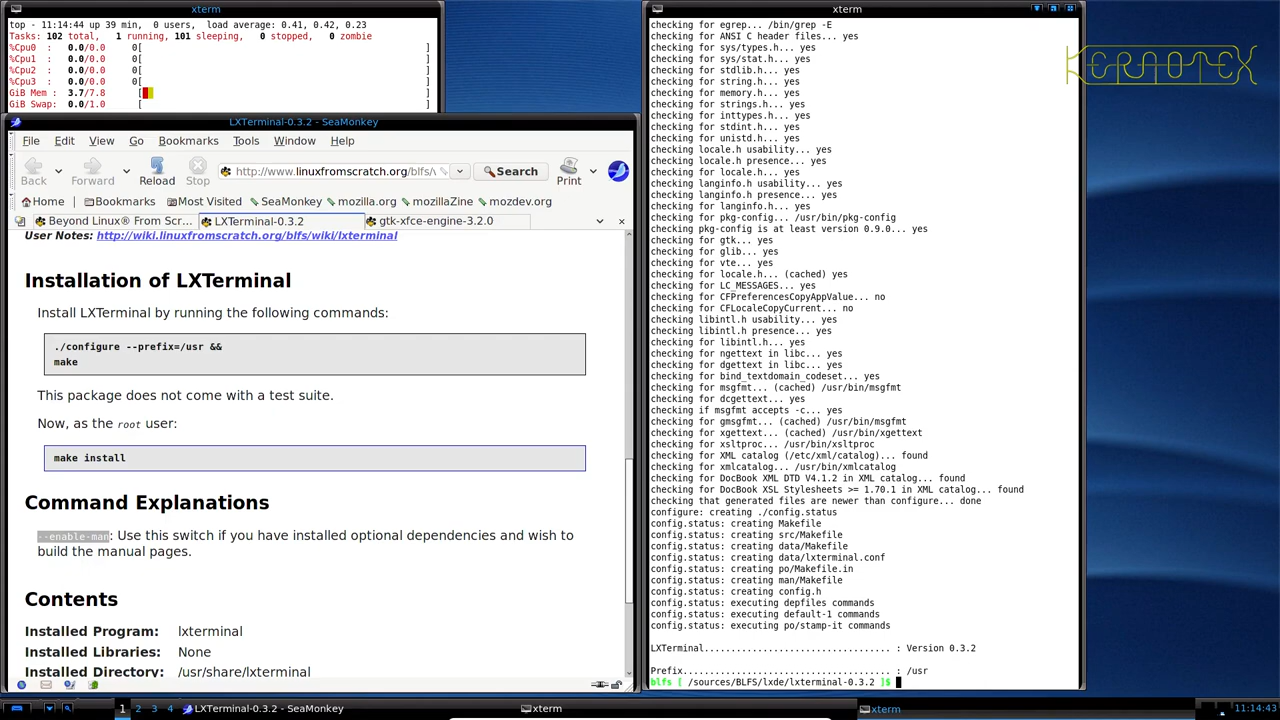 xterm
top - 11:14:44 up 39 min, 0 users, load average: 0.41, 0.42, 0.23
Tasks: 102 total, 1 running, 101 sleeping, 0 stopped, 0 zombie
%Cpu0 : 0.0/0.0 0[ ]
%Cpu1 : 0.0/0.0 0[ ]
%Cpu2 : 0.0/0.0 0[ ]
%Cpu3 : 0.0/0.0 0[ ]
GiB Mem : 3.7/7.8 [ ]
GiB Swap: 0.0/1.0 [ ]
LXTerminal-0.3.2 - SeaMonkey
File Edit View Go Bookmarks Tools Window Help
Back Forward Reload Stop http://www.linuxfromscratch.org/blfs/ Search Print
Home Bookmarks Most Visited SeaMonkey mozilla.org mozillaZine mozdev.org
Beyond Linux® From Scr... LXTerminal-0.3.2 gtk-xfce-engine-3.2.0
User Notes: http://wiki.linuxfromscratch.org/blfs/wiki/lxterminal
Installation of LXTerminal
Install LXTerminal by running the following commands:
./configure --prefix=/usr &&
make
This package does not come with a test suite.
Now, as the root user:
make install
Command Explanations
--enable-man: Use this switch if you have installed optional dependencies and wish to
build the manual pages.
Contents
Installed Program: lxterminal
Installed Libraries: None
Installed Directory: /usr/share/lxterminal
xterm
checking for egrep... /bin/grep -E
checking for ANSI C header files... yes
checking for sys/types.h... yes
checking for sys/stat.h... yes
checking for stdlib.h... yes
checking for string.h... yes
checking for memory.h... yes
checking for strings.h... yes
checking for inttypes.h... yes
checking for stdint.h... yes
checking for unistd.h... yes
checking locale.h usability... yes
checking locale.h presence... yes
checking for locale.h... yes
checking langinfo.h usability... yes
checking langinfo.h presence... yes
checking for langinfo.h... yes
checking for pkg-config... /usr/bin/pkg-config
checking pkg-config is at least version 0.9.0... yes
checking for gtk... yes
checking for glib... yes
checking for vte... yes
checking for locale.h... (cached) yes
checking for LC_MESSAGES... yes
checking for CFPreferencesCopyAppValue... no
checking for CFLocaleCopyCurrent... no
checking libintl.h usability... yes
checking libintl.h presence... yes
checking for libintl.h... yes
checking for ngettext in libc... yes
checking for dgettext in libc... yes
checking for bind_textdomain_codeset... yes
checking for msgfmt... (cached) /usr/bin/msgfmt
checking for dcgettext... yes
checking if msgfmt accepts -c... yes
checking for gmsgfmt... (cached) /usr/bin/msgfmt
checking for xgettext... (cached) /usr/bin/xgettext
checking for xsltproc... /usr/bin/xsltproc
checking for XML catalog (/etc/xml/catalog)... found
checking for xmlcatalog... /usr/bin/xmlcatalog
checking for DocBook XML DTD V4.1.2 in XML catalog... found
checking for DocBook XSL Stylesheets >= 1.70.1 in XML catalog... found
checking that generated files are newer than configure... done
configure: creating ./config.status
config.status: creating Makefile
config.status: creating src/Makefile
config.status: creating data/Makefile
config.status: creating data/lxterminal.conf
config.status: creating po/Makefile.in
config.status: creating man/Makefile
config.status: creating config.h
config.status: executing depfiles commands
config.status: executing default-1 commands
config.status: executing po/stamp-it commands
LXTerminal................................. : Version 0.3.2
Prefix........................................ : /usr
blfs [ /sources/BLFS/lxde/lxterminal-0.3.2 ]$
KEROOTEX
1 2 3 4 LXTerminal-0.3.2 - SeaMonkey xterm xterm 11:14:43